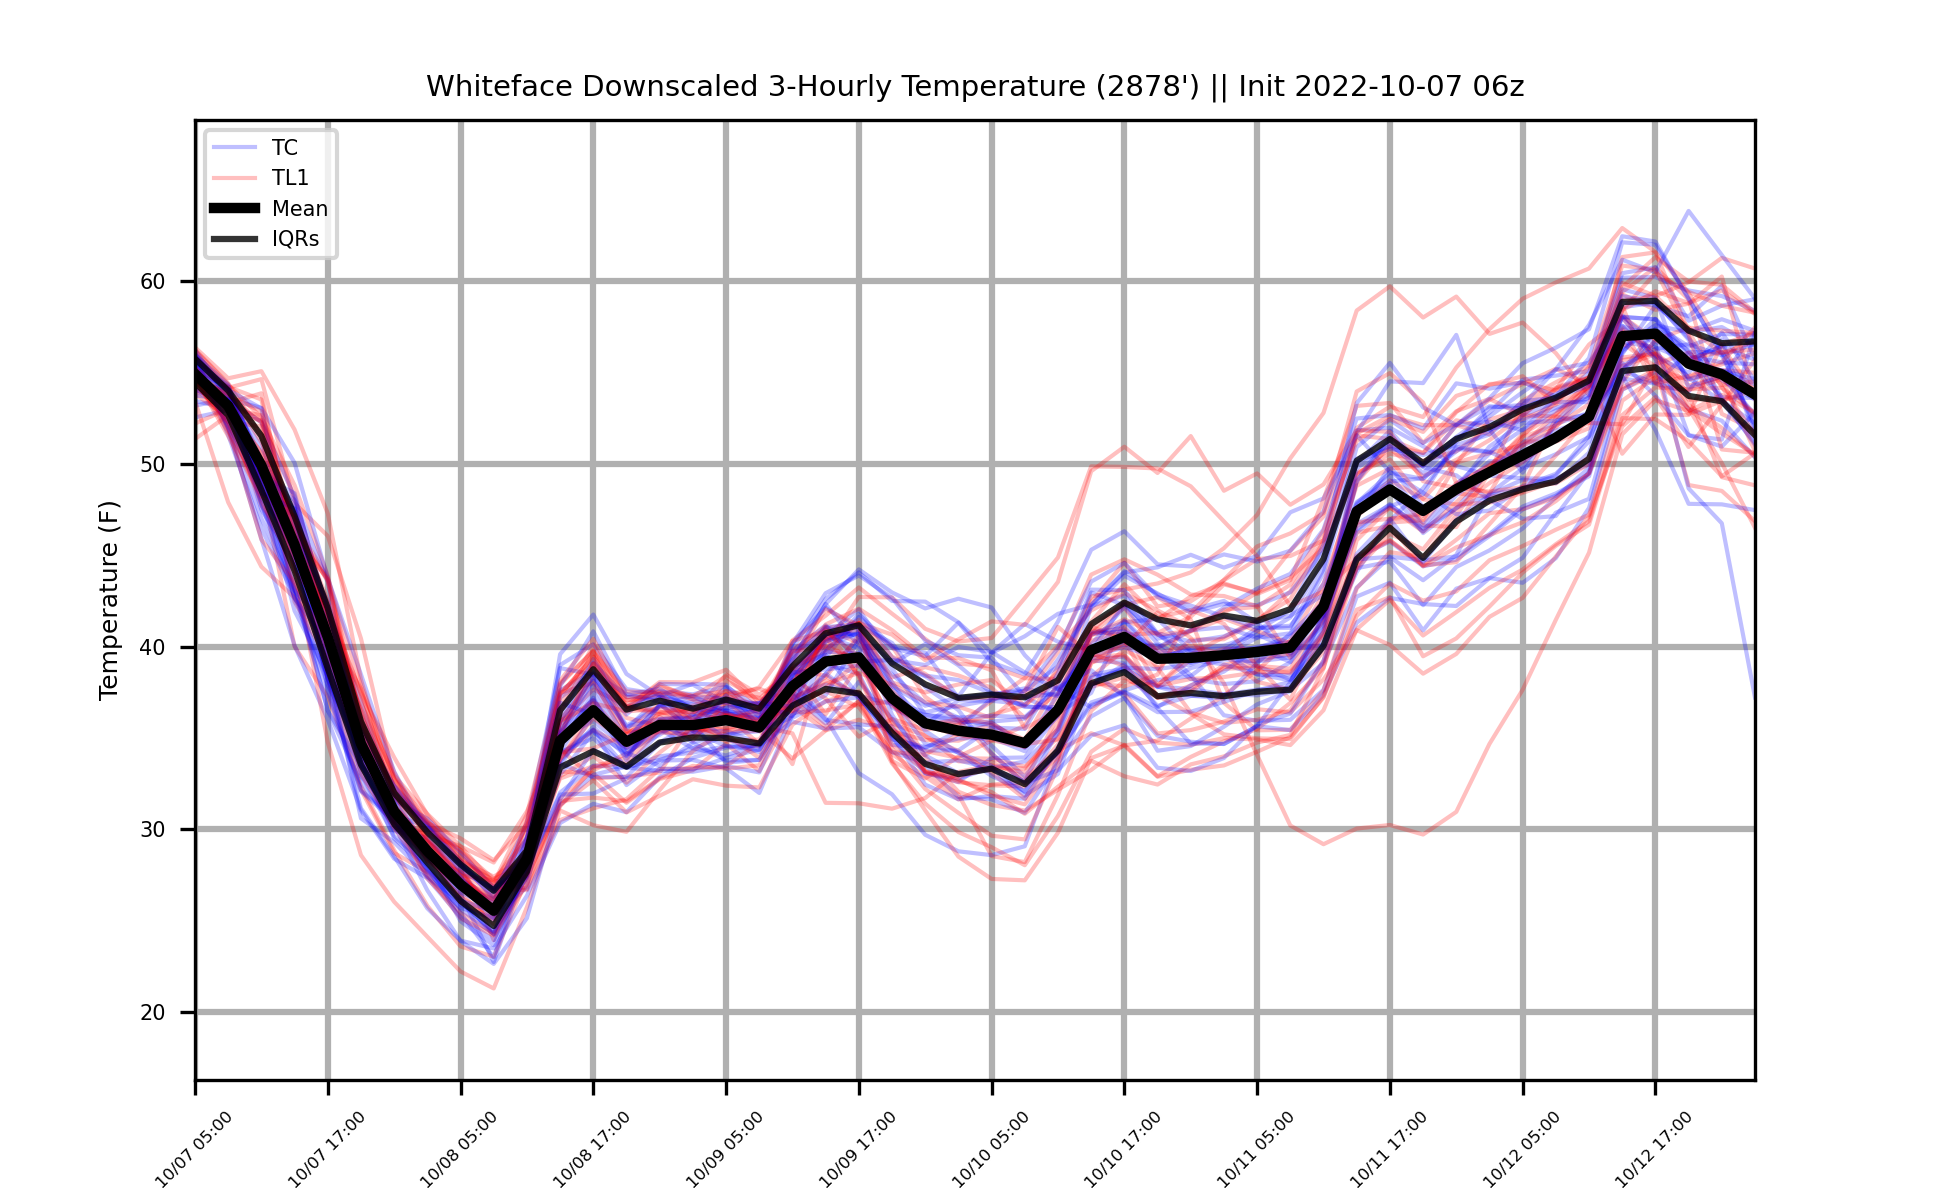 Whiteface Downscaled 3-Hourly Temperature (2878') || Init 2022-10-07 06z
TC
TL1
Mean
IQRs
Temperature (F)
60
50
40
30
20
10/07 05:00
10/07 17:00
10/08 05:00
10/08 17:00
10/09 05:00
10/09 17:00
10/10 05:00
10/10 17:00
10/11 05:00
10/11 17:00
10/12 05:00
10/12 17:00